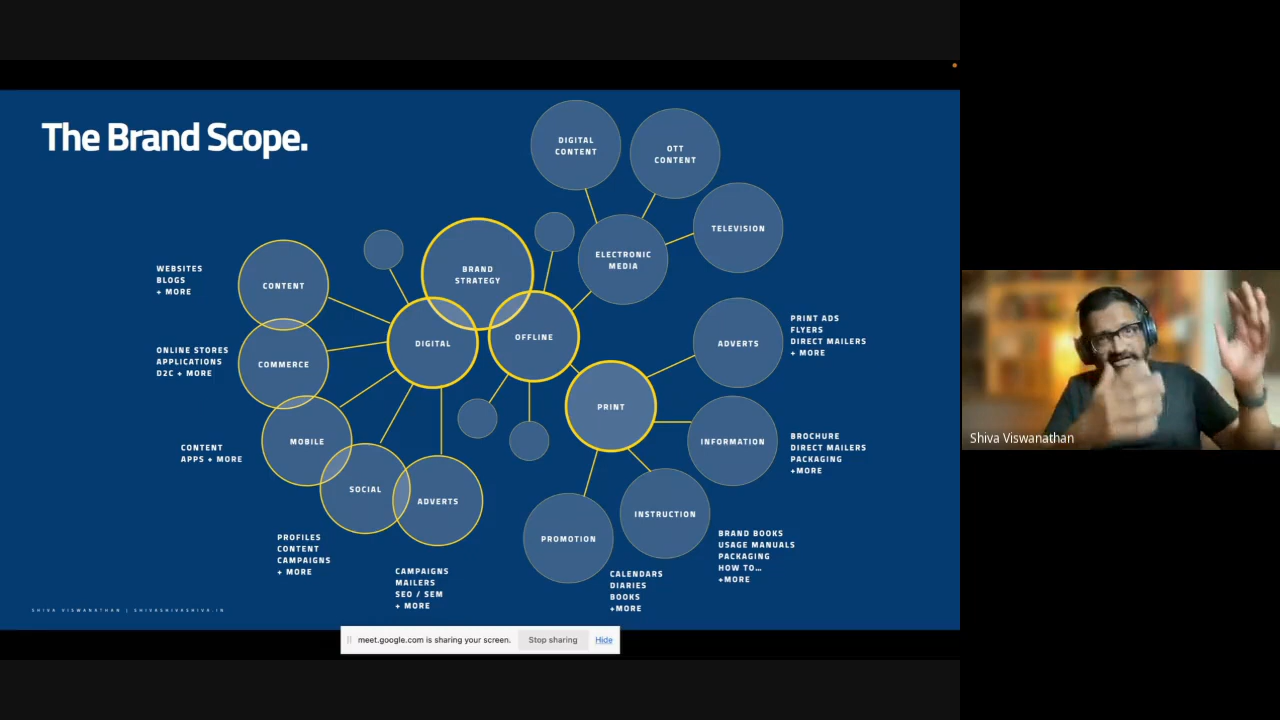 The Brand Scope.
DIGITAL
CONTENT
OTT
CONTENT
TELEVISION
ELECTRONIC
MEDIA
BRAND
STRATEGY
WEBSITES
BLOGS
+ MORE
CONTENT
ONLINE STORES
APPLICATIONS
D2C + MORE
COMMERCE
DIGITAL
OFFLINE
ADVERTS
PRINT ADS
FLYERS
DIRECT MAILERS
+ MORE
PRINT
CONTENT
APPS + MORE
MOBILE
INFORMATION
BROCHURE
DIRECT MAILERS
PACKAGING
+MORE
SOCIAL
ADVERTS
PROMOTION
INSTRUCTION
PROFILES
CONTENT
CAMPAIGNS
+ MORE
CAMPAIGNS
MAILERS
SEO / SEM
+ MORE
CALENDARS
DIARIES
BOOKS
+MORE
BRAND BOOKS
USAGE MANUALS
PACKAGING
HOW TO...
+MORE
SHIVA VISWANATHAN | SHIVASHIVASHIVA.IN
meet.google.com is sharing your screen.
Stop sharing
Hide
Shiva Viswanathan